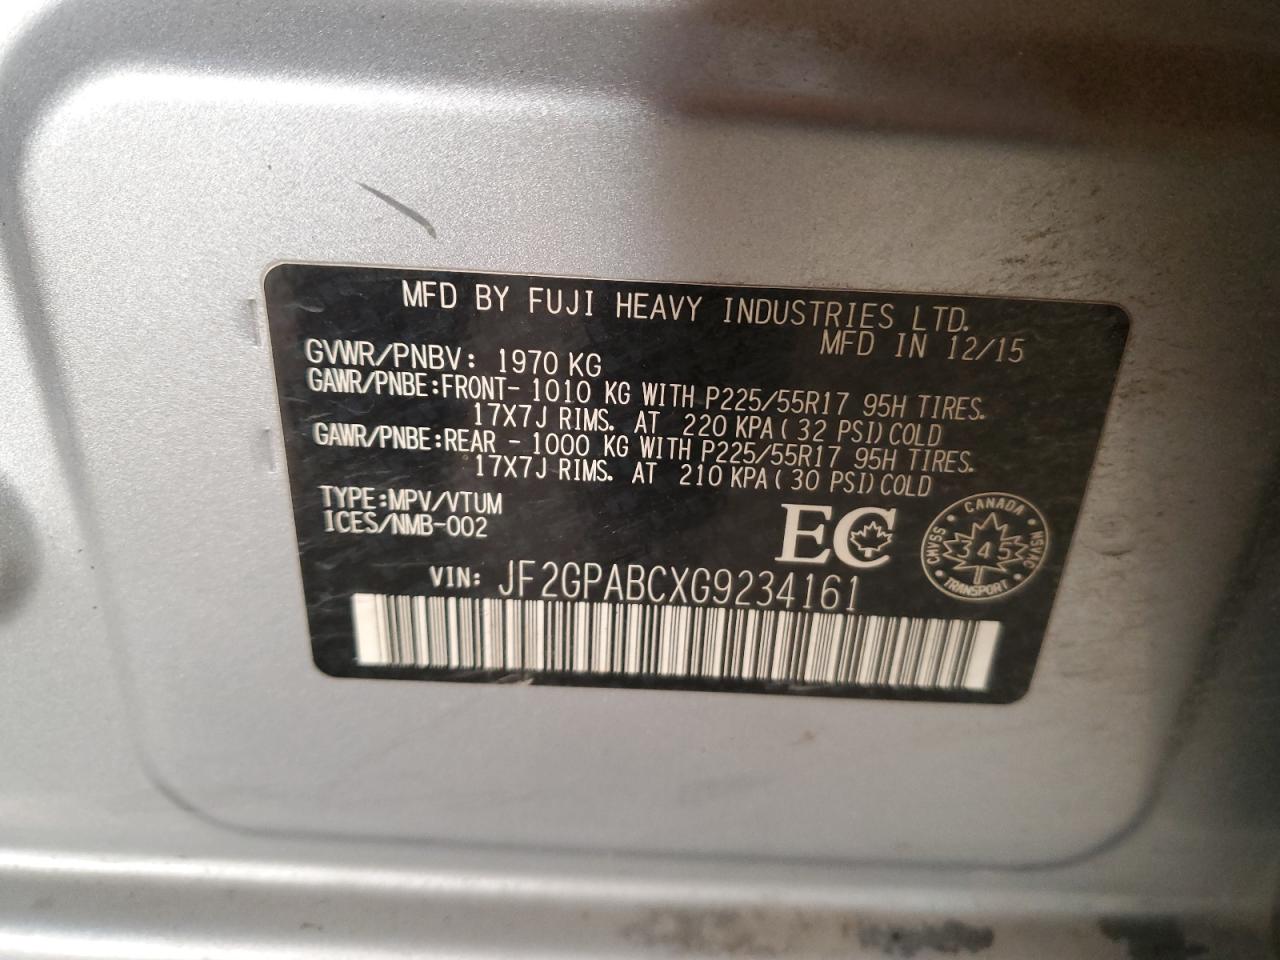 MFD BY FUJI HEAVY INDUSTRIES LTD.
MFD IN 12/15
GVWR/PNBV: 1970 KG
GAWR/PNBE:FRONT- 1010 KG WITH P225/55R17 95H TIRES.
17X7J RIMS. AT 220 KPA(32 PSI)COLD
GAWR/PNBE:REAR - 1000 KG WITH P225/55R17 95H TIRES.
17X7J RIMS. AT 210 KPA(30 PSI)COLD
TYPE:MPV/VTUM
ICES/NMB-002
EC
CANADA
CMVSS
345
NSVAC
TRANSPORT
VIN: JF2GPABCXG9234161